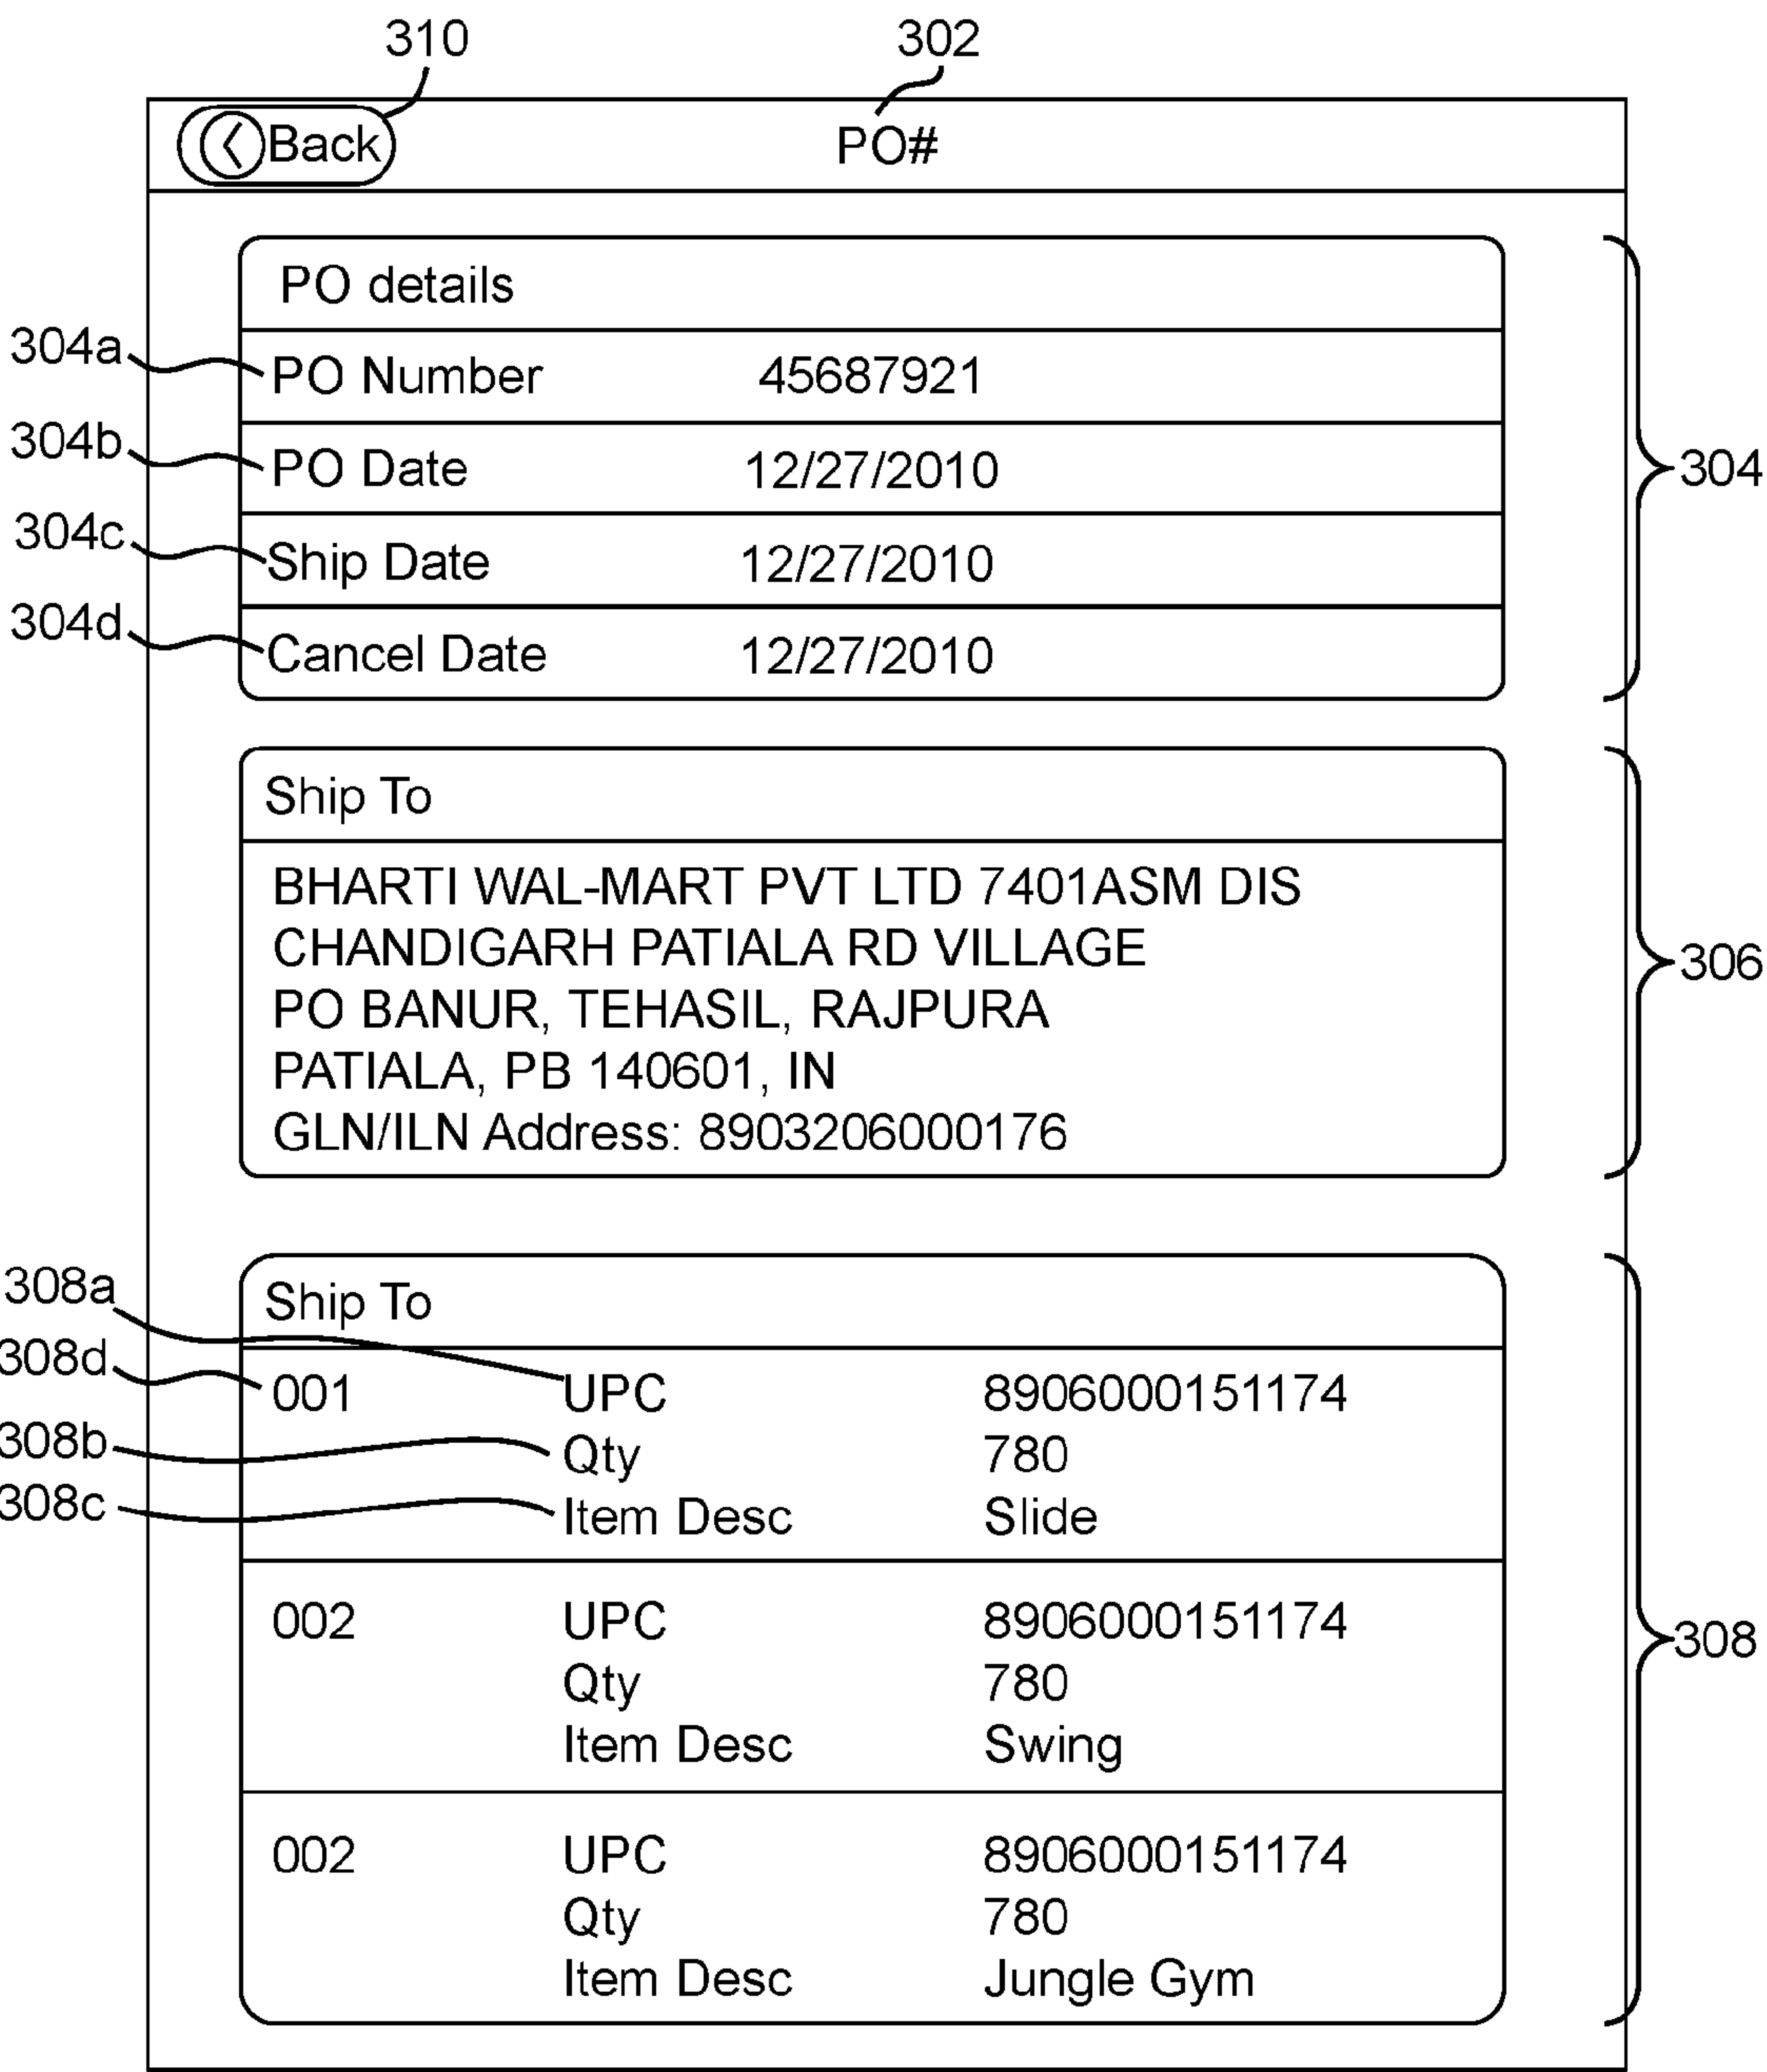 310 302
Back PO#
PO details
304a PO Number 45687921
304b PO Date 12/27/2010
304
304c Ship Date 12/27/2010
304d Cancel Date 12/27/2010
Ship To
BHARTI WAL-MART PVT LTD 7401ASM DIS
CHANDIGARH PATIALA RD VILLAGE
306
PO BANUR, TEHASIL, RAJPURA
PATIALA, PB 140601, IN
GLN/ILN Address: 8903206000176
308a Ship To
308d 001 UPC 8906000151174
308b Qty 780
308c Item Desc Slide
002 UPC 8906000151174
308
Qty 780
Item Desc Swing
002 UPC 8906000151174
Qty 780
Item Desc Jungle Gym